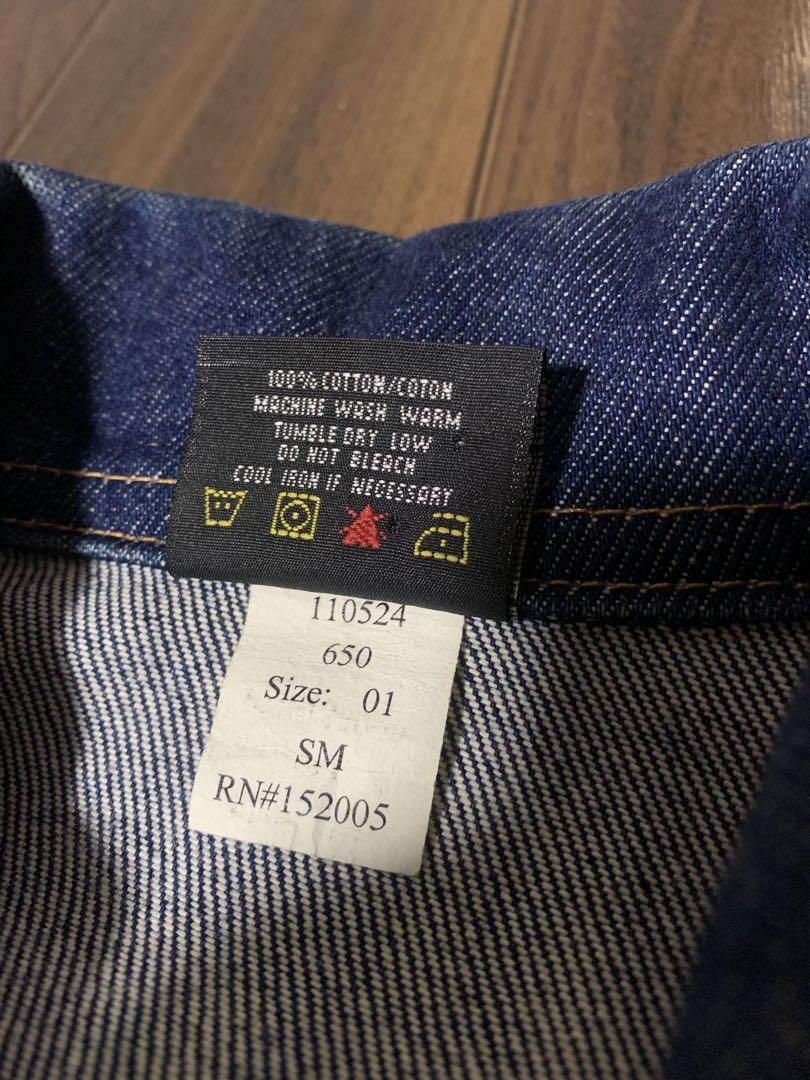 100% COTTON/COTON
MACHINE WASH WARM
TUMBLE DRY LOW
DO NOT BLEACH
COOL IRON IF NECESSARY
110524
650
Size: 01
SM
RN#152005